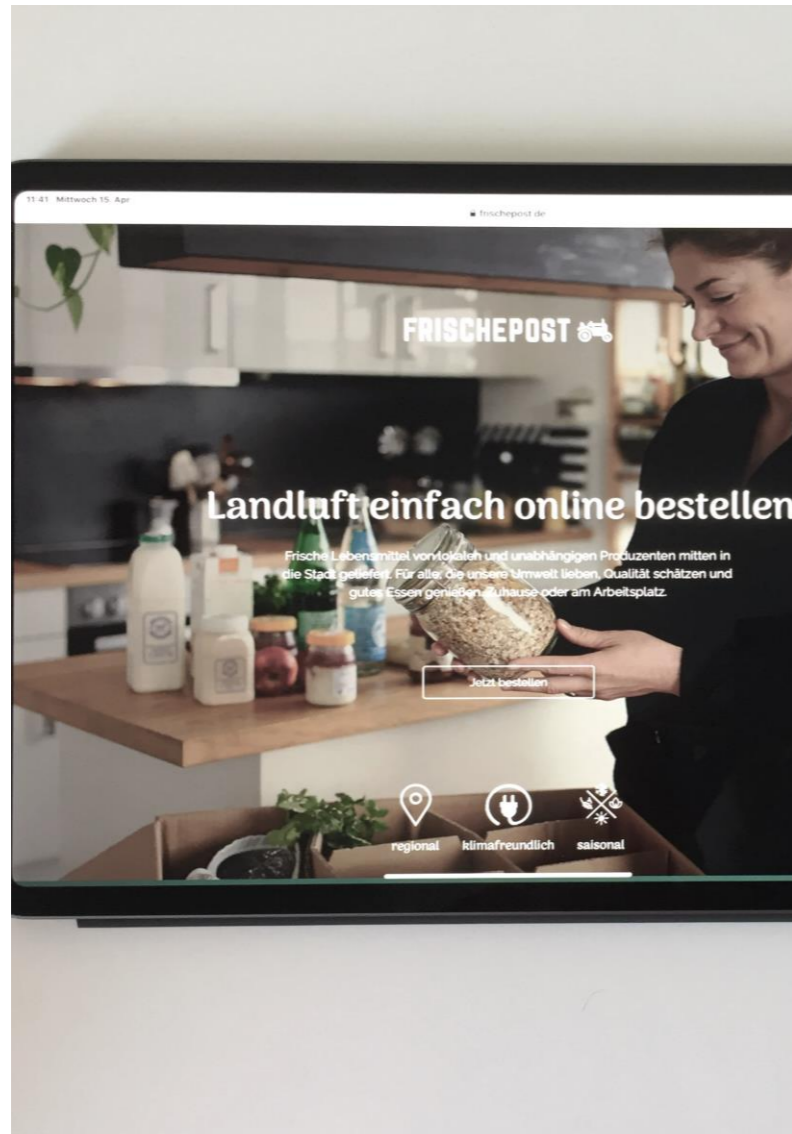 11:41 Mittwoch 15. Apr
frischepost.de
FRISCHEPOST
Landluft einfach online bestellen
Frische Lebensmittel von lokalen und unabhängigen Produzenten mitten in
die Stadt geliefert. Für alle, die unsere Umwelt lieben, Qualität schätzen und
gutes Essen genießen. Zuhause oder am Arbeitsplatz.
Jetzt bestellen
regional klimafreundlich saisonal